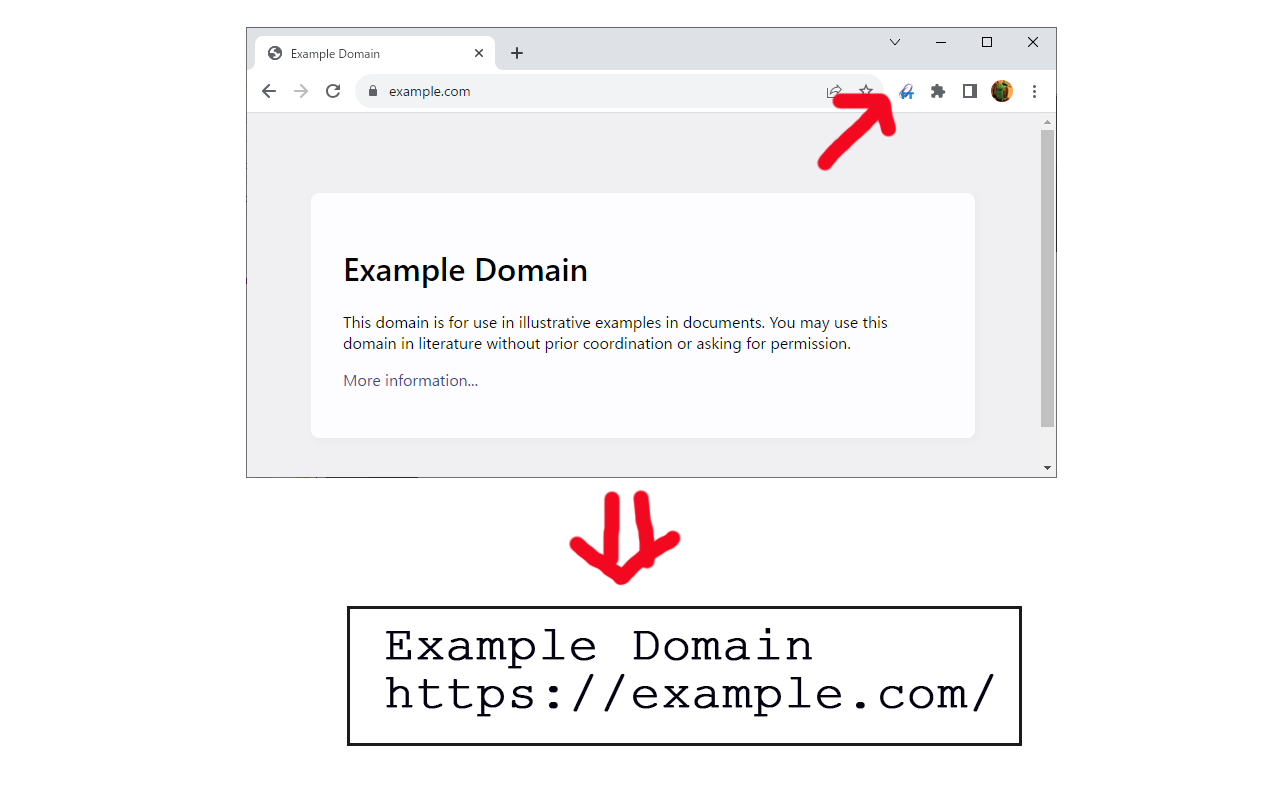 Example Domain
example.com
Example Domain
This domain is for use in illustrative examples in documents. You may use this
domain in literature without prior coordination or asking for permission.
More information...
Example Domain
https://example.com/